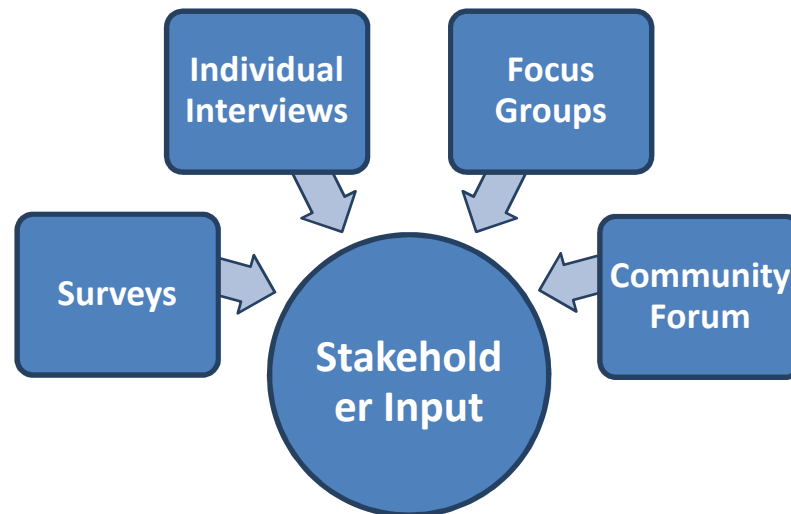 Individual
Interviews
Focus
Groups
Surveys
Community
Forum
Stakehold
er Input